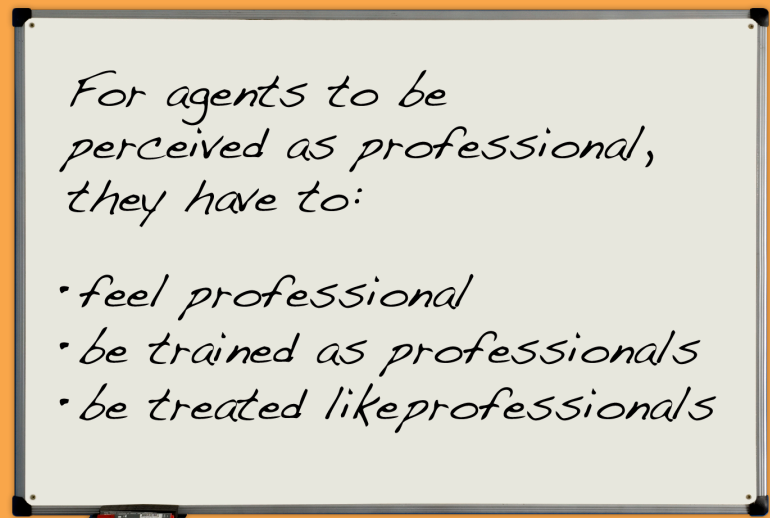 For agents to be
perceived as professional,
they have to:
· feel professional
· be trained as professionals
· be treated likeprofessionals